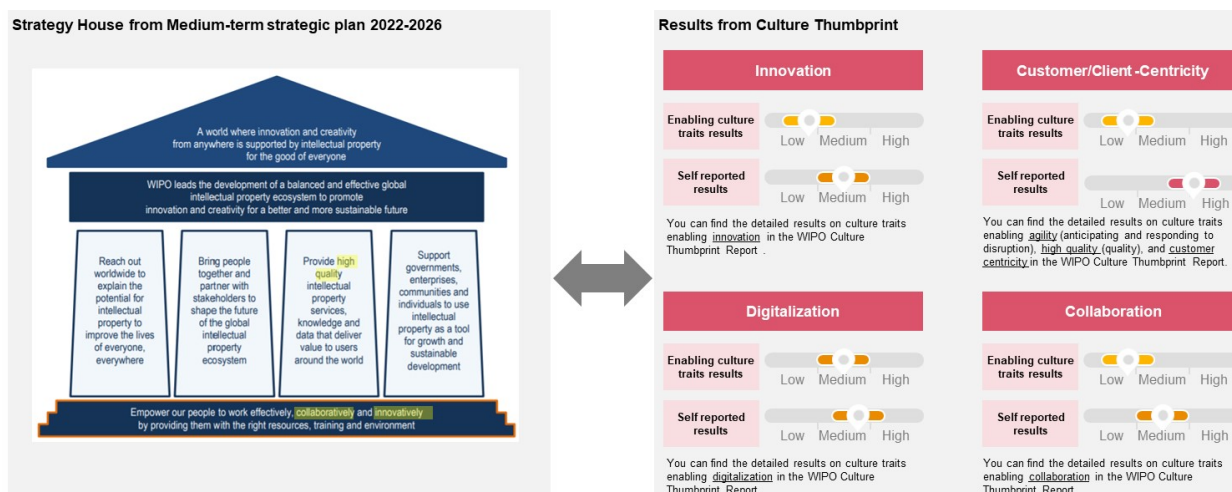 Strategy House from Medium-term strategic plan 2022-2026
A world where innovation and creativity
from anywhere is supported by intellectual property
for the good of everyone
WIPO leads the development of a balanced and effective global
intellectual property ecosystem to promote
innovation and creativity for a better and more sustainable future
Reach out
worldwide to
explain the
potential for
intellectual
property to
improve the lives
of everyone,
everywhere
Bring people
together and
partner with
stakeholders to
shape the future
of the global
intellectual
property
ecosystem
Provide high
quality
intellectual
property
services,
knowledge and
data that deliver
value to users
around the world
Support
governments,
enterprises,
communities and
individuals to use
intellectual
property as a tool
for growth and
sustainable
development
Empower our people to work effectively, collaboratively and innovatively
by providing them with the right resources, training and environment
Results from Culture Thumbprint
Innovation
Enabling culture
traits results
Low Medium High
Self reported
results
Low Medium High
You can find the detailed results on culture traits
enabling innovation in the WIPO Culture
Thumbprint Report .
Customer/Client -Centricity
Enabling culture
traits results
Low Medium High
Self reported
results
Low Medium High
You can find the detailed results on culture traits
enabling agility (anticipating and responding to
disruption), high quality (quality), and customer
centricity in the WIPO Culture Thumbprint Report.
Digitalization
Enabling culture
traits results
Low Medium High
Self reported
results
Low Medium High
You can find the detailed results on culture traits
enabling digitalization in the WIPO Culture
Thumbprint Report
Collaboration
Enabling culture
traits results
Low Medium High
Self reported
results
Low Medium High
You can find the detailed results on culture traits
enabling collaboration in the WIPO Culture
Thumbprint Report